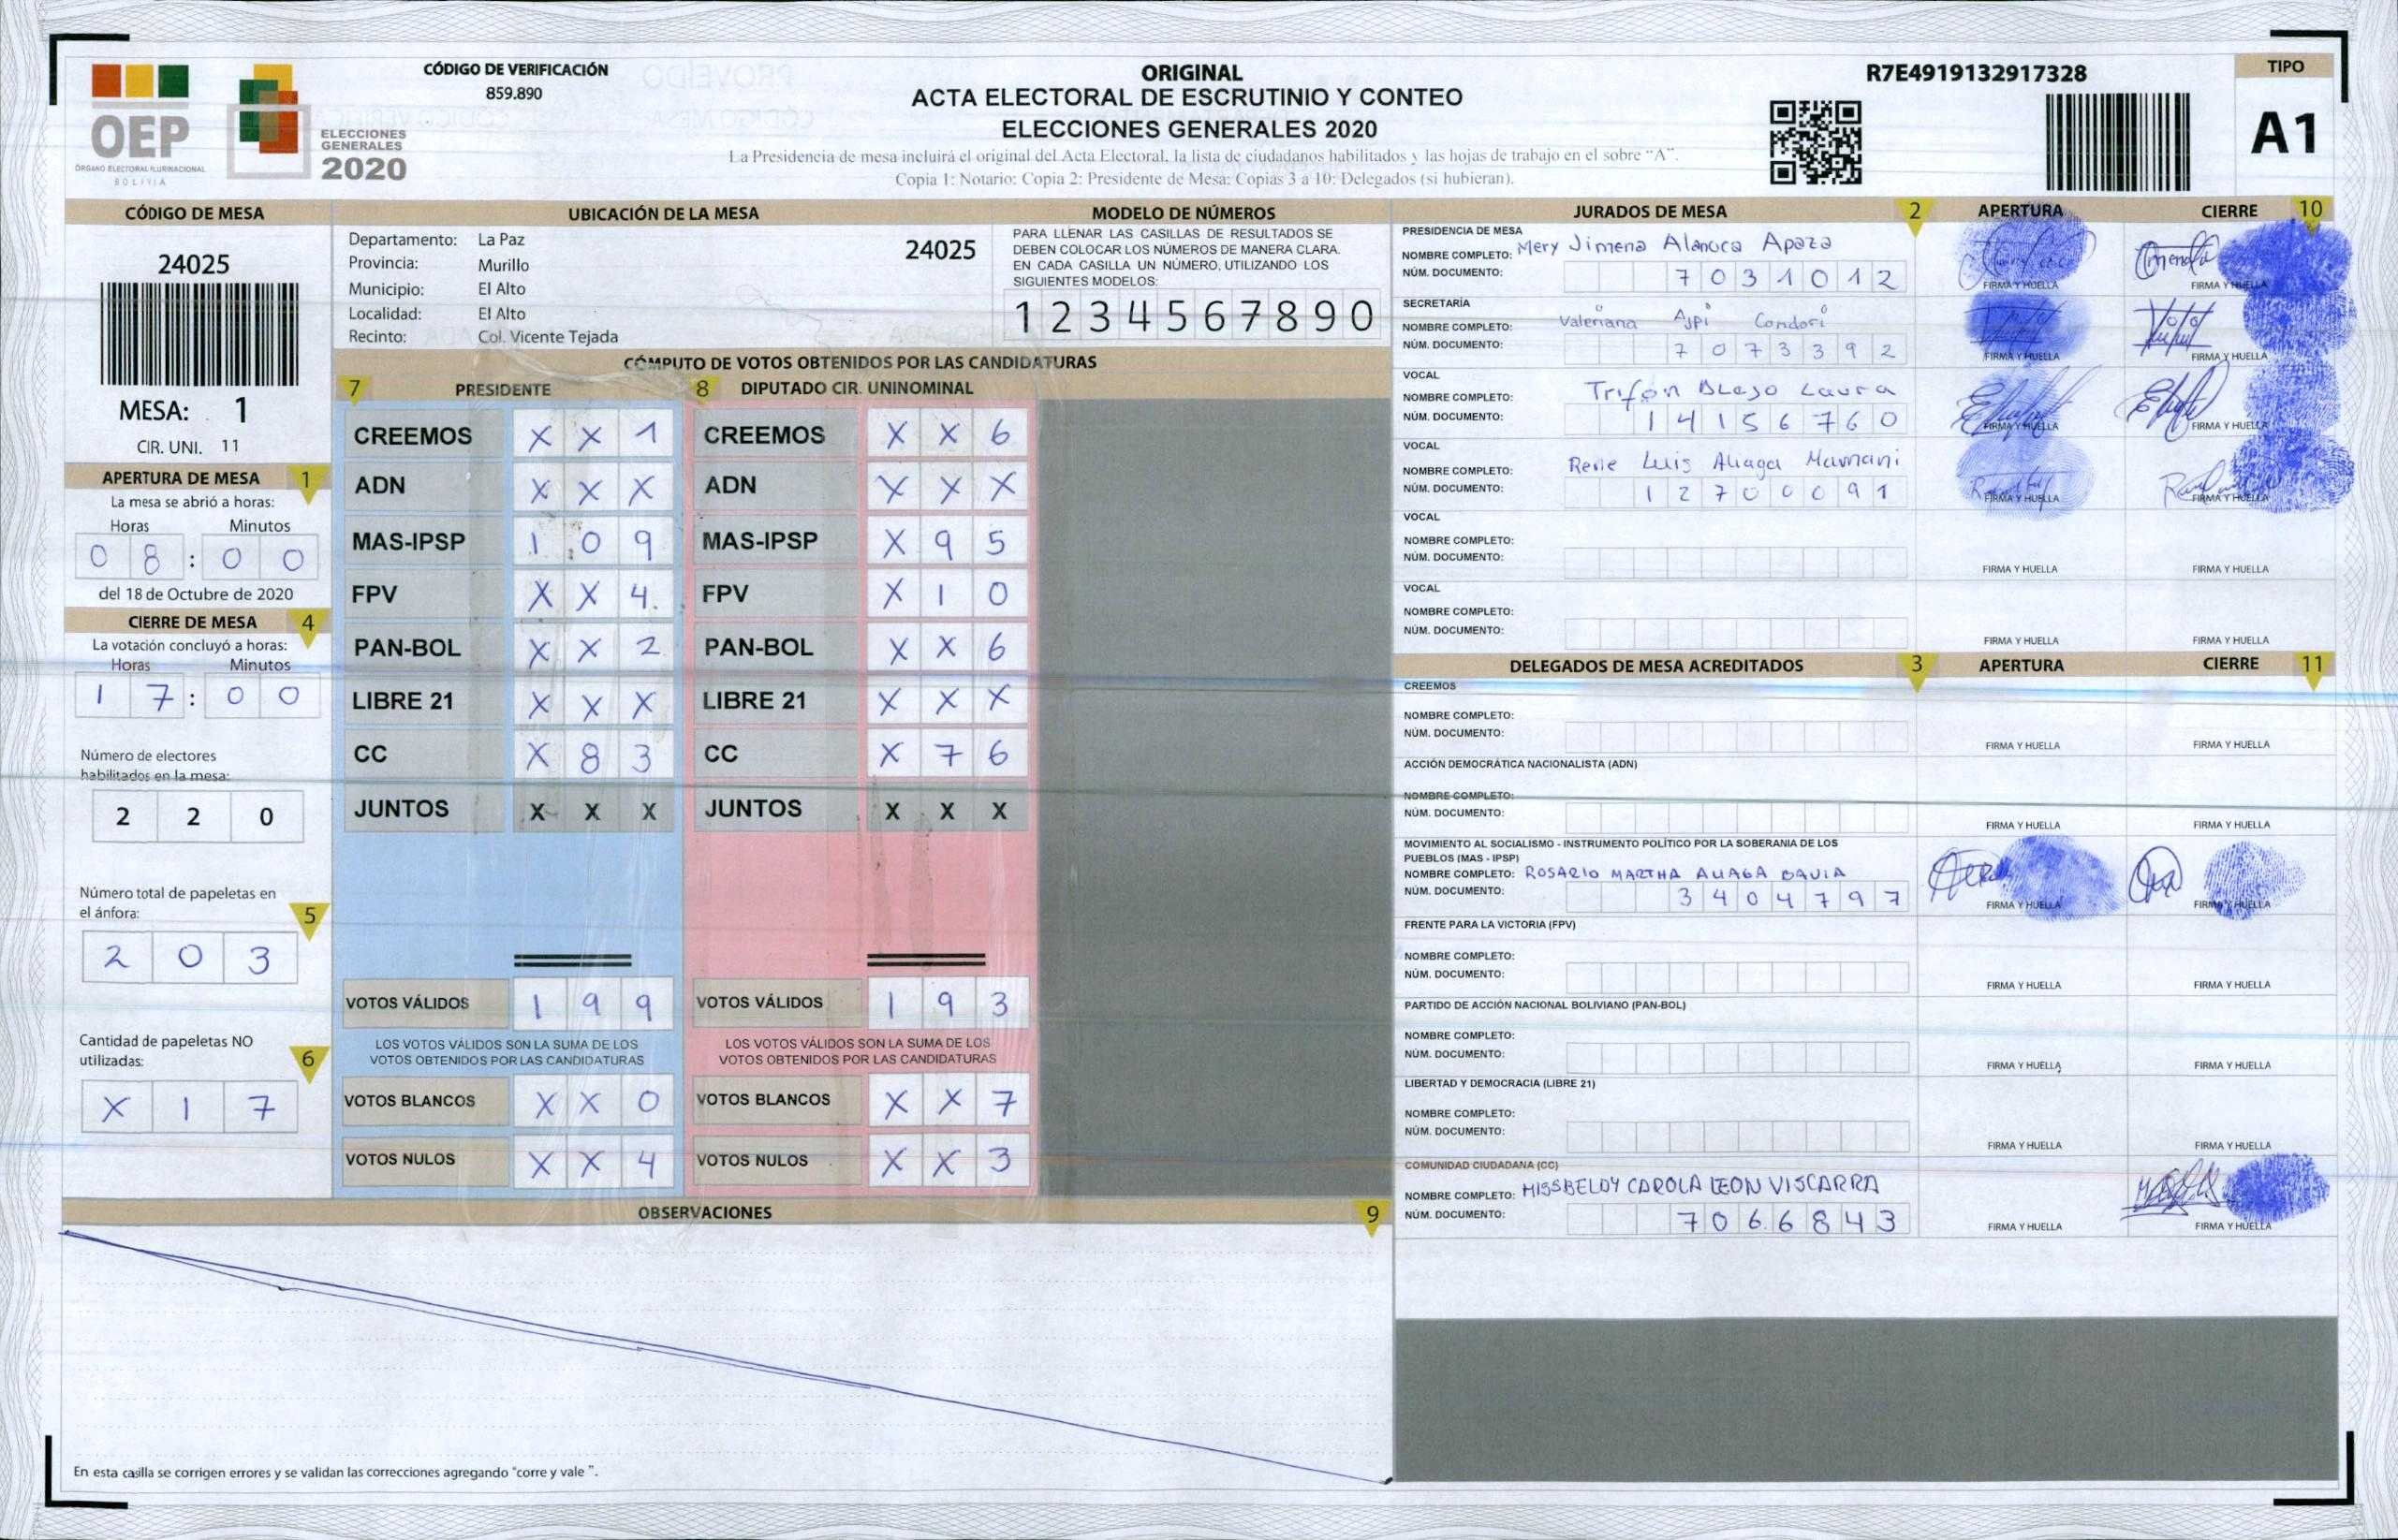 CÓDIGO DE VERIFICACIÓN
859.890
OEP
ÓRGANO ELECTORAL PLURINACIONAL
BOLIVIA
ELECCIONES
GENERALES
2020
ORIGINAL
ACTA ELECTORAL DE ESCRUTINIO Y CONTEO
ELECCIONES GENERALES 2020
La Presidencia de mesa incluirá el original del Acta Electoral, la lista de ciudadanos habilitados y las hojas de trabajo en el sobre "A".
Copia 1: Notario: Copia 2: Presidente de Mesa: Copias 3 a 10: Delegados (si hubieran).
R7E4919132917328
TIPO
A1
CÓDIGO DE MESA
24025
MESA: 1
CIR. UNI. 11
APERTURA DE MESA 1
La mesa se abrió a horas:
Horas Minutos
0 8 : 0 0
del 18 de Octubre de 2020
CIERRE DE MESA 4
La votación concluyó a horas:
Horas Minutos
1 7 : 0 0
Número de electores
habilitados en la mesa:
2 2 0
Número total de papeletas en
el ánfora: 5
2 0 3
Cantidad de papeletas NO
utilizadas: 6
X 1 7
UBICACIÓN DE LA MESA
Departamento: La Paz
24025
Provincia: Murillo
Municipio: El Alto
Localidad: El Alto
Recinto: Col. Vicente Tejada
MODELO DE NÚMEROS
PARA LLENAR LAS CASILLAS DE RESULTADOS SE
DEBEN COLOCAR LOS NÚMEROS DE MANERA CLARA.
EN CADA CASILLA UN NÚMERO, UTILIZANDO LOS
SIGUIENTES MODELOS:
1 2 3 4 5 6 7 8 9 0
CÓMPUTO DE VOTOS OBTENIDOS POR LAS CANDIDATURAS
7 PRESIDENTE 8 DIPUTADO CIR. UNINOMINAL
CREEMOS X X 1 CREEMOS X X 6
ADN X X X ADN X X X
MAS-IPSP 1 0 9 MAS-IPSP X 9 5
FPV X X 4. FPV X 1 0
PAN-BOL X X 2 PAN-BOL X X 6
LIBRE 21 X X X LIBRE 21 X X X
CC X 8 3 CC X 7 6
JUNTOS X X X JUNTOS X X X
VOTOS VÁLIDOS 1 9 9 VOTOS VÁLIDOS 1 9 3
LOS VOTOS VÁLIDOS SON LA SUMA DE LOS LOS VOTOS VÁLIDOS SON LA SUMA DE LOS
VOTOS OBTENIDOS POR LAS CANDIDATURAS VOTOS OBTENIDOS POR LAS CANDIDATURAS
VOTOS BLANCOS X X 0 VOTOS BLANCOS X X 7
VOTOS NULOS X X 4 VOTOS NULOS X X 3
OBSERVACIONES 9
En esta casilla se corrigen errores y se validan las correcciones agregando "corre y vale ".
JURADOS DE MESA 2 APERTURA CIERRE 10
PRESIDENCIA DE MESA
NOMBRE COMPLETO: Mery Jimena Alanoca Apaza
NÚM. DOCUMENTO: 7 0 3 1 0 1 2
FIRMA Y HUELLA FIRMA Y HUELLA
SECRETARÍA
NOMBRE COMPLETO: Valeriana Ajpi Condori
NÚM. DOCUMENTO: 7 0 7 3 3 9 2
FIRMA Y HUELLA FIRMA Y HUELLA
VOCAL
NOMBRE COMPLETO: Trifon Blajo Laura
NÚM. DOCUMENTO: 1 4 1 5 6 7 6 0
FIRMA Y HUELLA FIRMA Y HUELLA
VOCAL
NOMBRE COMPLETO: Rene Luis Aliaga Mamani
NÚM. DOCUMENTO: 1 2 7 0 0 0 9 1
FIRMA Y HUELLA FIRMA Y HUELLA
VOCAL
NOMBRE COMPLETO:
NÚM. DOCUMENTO:
FIRMA Y HUELLA FIRMA Y HUELLA
VOCAL
NOMBRE COMPLETO:
NÚM. DOCUMENTO:
FIRMA Y HUELLA FIRMA Y HUELLA
DELEGADOS DE MESA ACREDITADOS 3 APERTURA CIERRE 11
CREEMOS
NOMBRE COMPLETO:
NÚM. DOCUMENTO:
FIRMA Y HUELLA FIRMA Y HUELLA
ACCIÓN DEMOCRÁTICA NACIONALISTA (ADN)
NOMBRE COMPLETO:
NÚM. DOCUMENTO:
FIRMA Y HUELLA FIRMA Y HUELLA
MOVIMIENTO AL SOCIALISMO - INSTRUMENTO POLÍTICO POR LA SOBERANIA DE LOS
PUEBLOS (MAS - IPSP)
NOMBRE COMPLETO: ROSARIO MARTHA ALIAGA DAVIA
NÚM. DOCUMENTO: 3 4 0 4 7 9 7
FIRMA Y HUELLA FIRMA Y HUELLA
FRENTE PARA LA VICTORIA (FPV)
NOMBRE COMPLETO:
NÚM. DOCUMENTO:
FIRMA Y HUELLA FIRMA Y HUELLA
PARTIDO DE ACCIÓN NACIONAL BOLIVIANO (PAN-BOL)
NOMBRE COMPLETO:
NÚM. DOCUMENTO:
FIRMA Y HUELLA FIRMA Y HUELLA
LIBERTAD Y DEMOCRACIA (LIBRE 21)
NOMBRE COMPLETO:
NÚM. DOCUMENTO:
FIRMA Y HUELLA FIRMA Y HUELLA
COMUNIDAD CIUDADANA (CC)
NOMBRE COMPLETO: MISSBELDY CAROLA LEON VISCARRA
NÚM. DOCUMENTO: 7 0 6 6 8 4 3
FIRMA Y HUELLA FIRMA Y HUELLA